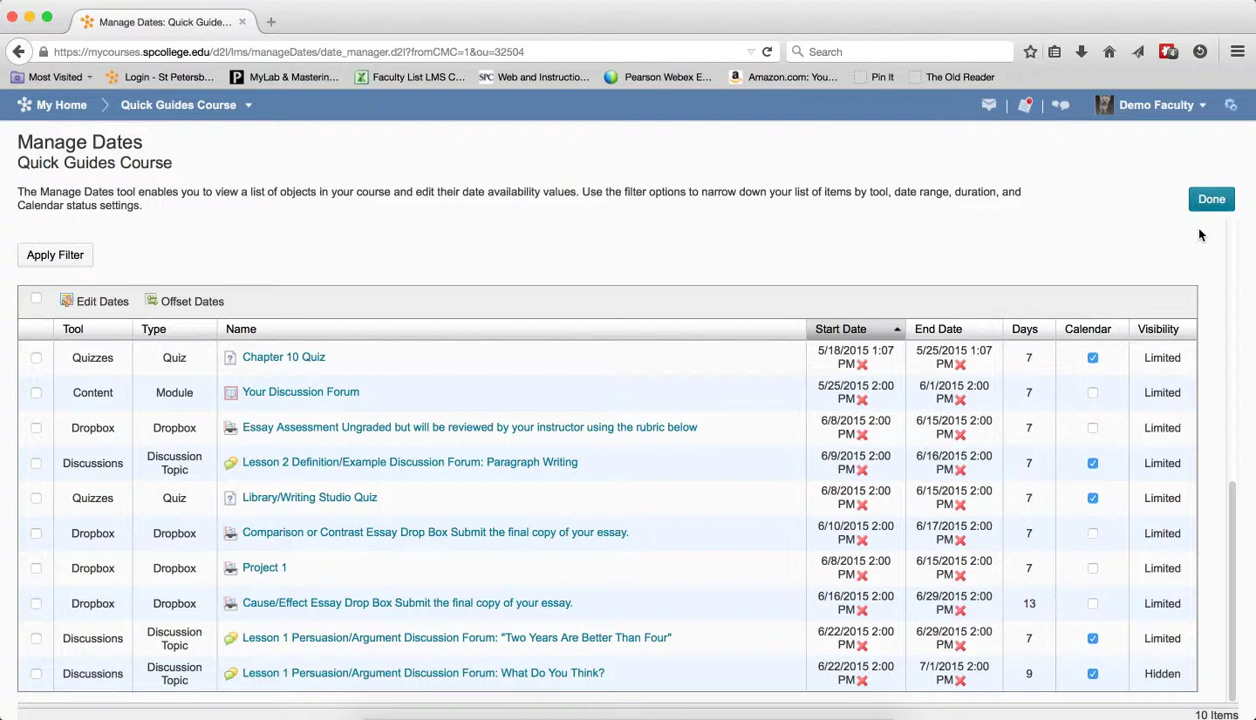 Manage Dates: Quick Guide...
https://mycourses.spcollege.edu/d2l/lms/manageDates/date_manager.d2l?fromCMC=1&ou=32504
Search
Most Visited
Login - St Petersb...
MyLab & Mastering...
Faculty List LMS C...
SPC Web and Instructio...
Pearson Webex E...
Amazon.com: You...
Pin It
The Old Reader
My Home
Quick Guides Course
Demo Faculty
Manage Dates
Quick Guides Course
The Manage Dates tool enables you to view a list of objects in your course and edit their date availability values. Use the filter options to narrow down your list of items by tool, date range, duration, and
Calendar status settings.
Done
Apply Filter
Edit Dates Offset Dates
Tool Type Name Start Date End Date Days Calendar Visibility
Quizzes Quiz Chapter 10 Quiz 5/18/2015 1:07 PM 5/25/2015 1:07 PM 7 Limited
Content Module Your Discussion Forum 5/25/2015 2:00 PM 6/1/2015 2:00 PM 7 Limited
Dropbox Dropbox Essay Assessment Ungraded but will be reviewed by your instructor using the rubric below 6/8/2015 2:00 PM 6/15/2015 2:00 PM 7 Limited
Discussions Discussion Topic Lesson 2 Definition/Example Discussion Forum: Paragraph Writing 6/9/2015 2:00 PM 6/16/2015 2:00 PM 7 Limited
Quizzes Quiz Library/Writing Studio Quiz 6/8/2015 2:00 PM 6/15/2015 2:00 PM 7 Limited
Dropbox Dropbox Comparison or Contrast Essay Drop Box Submit the final copy of your essay. 6/10/2015 2:00 PM 6/17/2015 2:00 PM 7 Limited
Dropbox Dropbox Project 1 6/8/2015 2:00 PM 6/15/2015 2:00 PM 7 Limited
Dropbox Dropbox Cause/Effect Essay Drop Box Submit the final copy of your essay. 6/16/2015 2:00 PM 6/29/2015 2:00 PM 13 Limited
Discussions Discussion Topic Lesson 1 Persuasion/Argument Discussion Forum: "Two Years Are Better Than Four" 6/22/2015 2:00 PM 6/29/2015 2:00 PM 7 Limited
Discussions Discussion Topic Lesson 1 Persuasion/Argument Discussion Forum: What Do You Think? 6/22/2015 2:00 PM 7/1/2015 2:00 PM 9 Hidden
10 Items